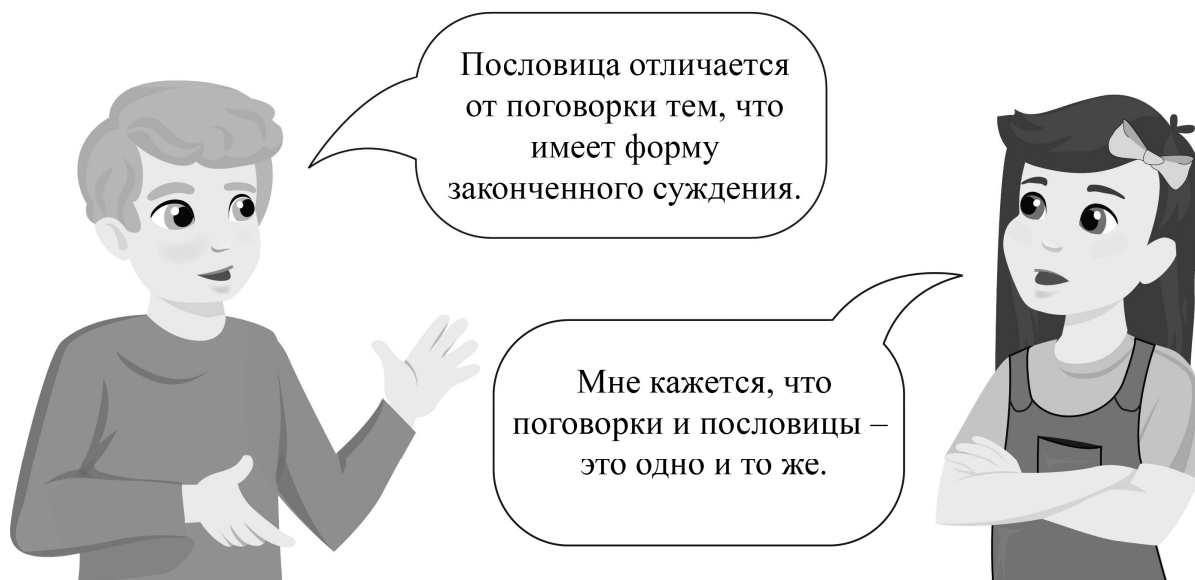 Пословица отличается
от поговорки тем, что
имеет форму
законченного суждения.
Мне кажется, что
поговорки и пословицы –
это одно и то же.